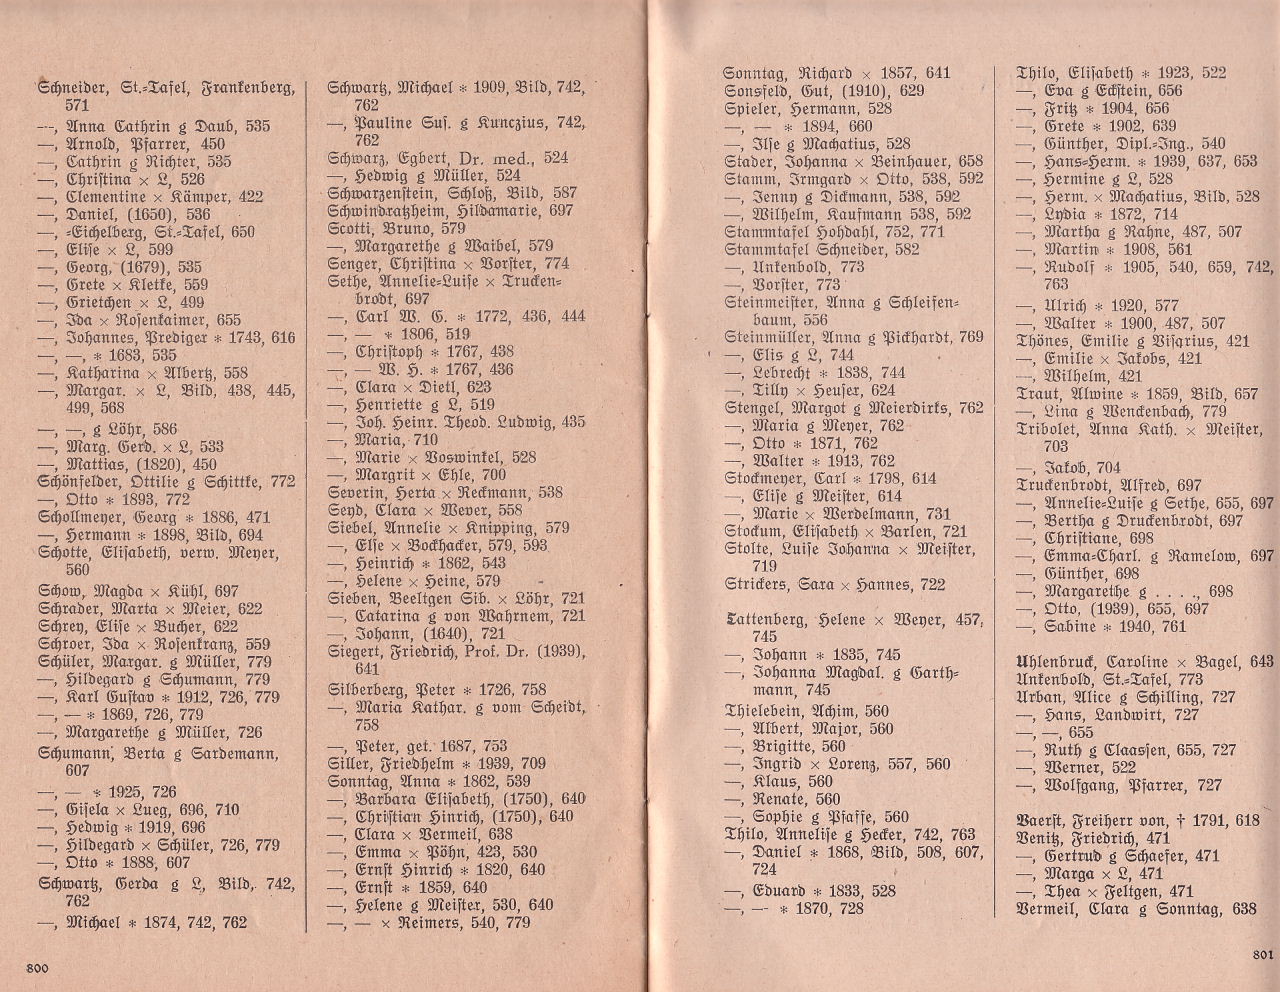 Schneider, St.-Tafel, Frankenberg,
571
—, Anna Cathrin g Daub, 535
—, Arnold, Pfarrer, 450
—, Cathrin g Richter, 535
—, Christina × L, 526
—, Clementine × Kämper, 422
—, Daniel, (1650), 536
—, -Eichelberg, St.-Tafel, 650
—, Elise × L, 599
—, Georg, (1679), 535
—, Grete × Kletke, 559
—, Grietchen × L, 499
—, Ida × Rosenkaimer, 655
—, Johannes, Prediger * 1743, 616
—, —, * 1683, 535
—, Katharina × Albertz, 558
—, Margar. × L, Bild, 438, 445,
499, 568
—, —, g Löhr, 586
—, Marg. Gerd. × L, 533
—, Mattias, (1820), 450
Schönfelder, Ottilie g Schittke, 772
—, Otto * 1893, 772
Schollmeyer, Georg * 1886, 471
—, Hermann * 1898, Bild, 694
Schotte, Elisabeth, verw. Meyer,
560
Schow, Magda × Kühl, 697
Schrader, Marta × Meier, 622
Schrey, Elise × Bucher, 622
Schroer, Ida × Rosenkranz, 559
Schüler, Margar. g Müller, 779
—, Hildegard g Schumann, 779
—, Karl Gustav * 1912, 726, 779
—, — * 1869, 726, 779
—, Margarethe g Müller, 726
Schumann, Berta g Sardemann,
607
—, — * 1925, 726
—, Gisela × Lueg, 696, 710
—, Hedwig * 1919, 696
—, Hildegard × Schüler, 726, 779
—, Otto * 1888, 607
Schwartz, Gerda g L, Bild, 742,
762
—, Michael * 1874, 742, 762
800
Schwartz, Michael * 1909, Bild, 742,
762
—, Pauline Sus. g Kunczius, 742,
762
Schwarz, Egbert, Dr. med., 524
—, Hedwig g Müller, 524
Schwarzenstein, Schloß, Bild, 587
Schwindratzheim, Hildamarie, 697
Scotti, Bruno, 579
—, Margarethe g Waibel, 579
Senger, Christina × Vorster, 774
Sethe, Annelie-Luise × Trucken-
brodt, 697
—, Carl W. G. * 1772, 436, 444
—, — * 1806, 519
—, Christoph * 1767, 438
—, — W. H. * 1767, 436
—, Clara × Dietl, 623
—, Henriette g L, 519
—, Joh. Heinr. Theod. Ludwig, 435
—, Maria, 710
—, Marie × Voswinkel, 528
—, Margrit × Ehle, 700
Severin, Herta × Reckmann, 538
Seyd, Clara × Wever, 558
Siebel, Annelie × Knipping, 579
—, Else × Bockhacker, 579, 593
—, Heinrich * 1862, 543
—, Helene × Heine, 579
Sieben, Beeltgen Sib. × Löhr, 721
—, Catarina g von Wahrnem, 721
—, Johann, (1640), 721
Siegert, Friedrich, Prof. Dr. (1939),
641
Silberberg, Peter * 1726, 758
—, Maria Kathar. g vom Scheidt,
758
—, Peter, get. 1687, 753
Siller, Friedhelm * 1939, 709
Sonntag, Anna * 1862, 539
—, Barbara Elisabeth, (1750), 640
—, Christian Hinrich, (1750), 640
—, Clara × Vermeil, 638
—, Emma × Pöhn, 423, 530
—, Ernst Hinrich * 1820, 640
—, Ernst * 1859, 640
—, Helene g Meister, 530, 640
—, — × Reimers, 540, 779
Sonntag, Richard × 1857, 641
Sonsfeld, Gut, (1910), 629
Spieler, Hermann, 528
—, — * 1894, 660
—, Ilse g Machatius, 528
Stader, Johanna × Beinhauer, 658
Stamm, Irmgard × Otto, 538, 592
—, Jenny g Dickmann, 538, 592
—, Wilhelm, Kaufmann 538, 592
Stammtafel Hohdahl, 752, 771
Stammtafel Schneider, 582
— Unkenbold, 773
— Vorster, 773
Steinmeister, Anna g Schleifen-
baum, 556
Steinmüller, Anna g Pickhardt, 769
—, Elis g L, 744
—, Lebrecht * 1838, 744
—, Tilly × Heuser, 624
Stengel, Margot g Meierdirks, 762
—, Maria g Meyer, 762
—, Otto * 1871, 762
—, Walter * 1913, 762
Stockmeyer, Carl * 1798, 614
—, Elise g Meister, 614
—, Marie × Werdelmann, 731
Stockum, Elisabeth × Barlen, 721
Stolte, Luise Johanna × Meister,
719
Strickers, Sara × Hannes, 722
Tattenberg, Helene × Weyer, 457,
745
—, Johann * 1835, 745
—, Johanna Magdal. g Garth-
mann, 745
Thielebein, Achim, 560
—, Albert, Major, 560
—, Brigitte, 560
—, Ingrid × Lorenz, 557, 560
—, Klaus, 560
—, Renate, 560
—, Sophie g Pfaffe, 560
Thilo, Annelise g Hecker, 742, 763
—, Daniel * 1868, Bild, 508, 607,
724
—, Eduard * 1833, 528
—, — * 1870, 728
Thilo, Elisabeth * 1923, 522
—, Eva g Eckstein, 656
—, Fritz * 1904, 656
—, Grete * 1902, 639
—, Günther, Dipl.-Ing., 540
—, Hans-Herm. * 1939, 637, 653
—, Hermine g L, 528
—, Herm. × Machatius, Bild, 528
—, Lydia * 1872, 714
—, Martha g Rahne, 487, 507
—, Martin * 1908, 561
—, Rudolf * 1905, 540, 659, 742,
763
—, Ulrich * 1920, 577
—, Walter * 1900, 487, 507
Thönes, Emilie g Visarius, 421
—, Emilie × Jakobs, 421
—, Wilhelm, 421
Traut, Alwine * 1859, Bild, 657
—, Lina g Wenckenbach, 779
Tribolet, Anna Kath. × Meister,
703
—, Jakob, 704
Truckenbrodt, Alfred, 697
—, Annelie-Luise g Sethe, 655, 697
—, Bertha g Druckenbrodt, 697
—, Christiane, 698
—, Emma-Charl. g Ramelow, 697
—, Günther, 698
—, Margarethe g . . . ., 698
—, Otto, (1939), 655, 697
—, Sabine * 1940, 761
Uhlenbruck, Caroline × Bagel, 643
Unkenbold, St.-Tafel, 773
Urban, Alice g Schilling, 727
—, Hans, Landwirt, 727
—, —, 655
—, Ruth g Claassen, 655, 727
—, Werner, 522
—, Wolfgang, Pfarrer, 727
Vaerst, Freiherr von, † 1791, 618
Venitz, Friedrich, 471
—, Gertrud g Schaefer, 471
—, Marga × L, 471
—, Thea × Feltgen, 471
Vermeil, Clara g Sonntag, 638
801